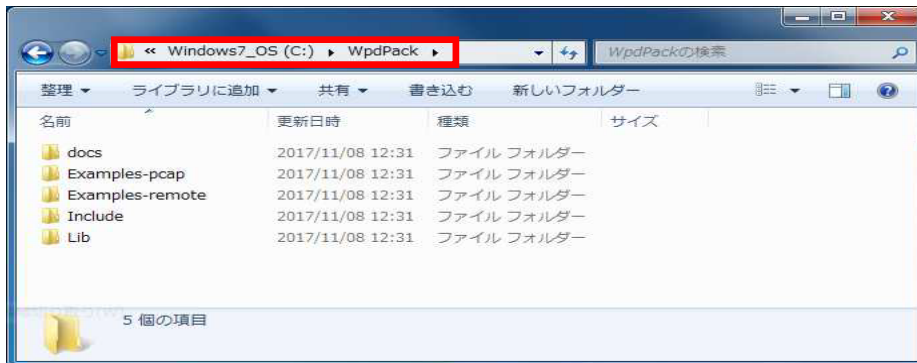 « Windows7_OS (C:) ▸ WpdPack ▸ WpdPackの検索
整理 ライブラリに追加 共有 書き込む 新しいフォルダー
名前 更新日時 種類 サイズ
docs 2017/11/08 12:31 ファイル フォルダー
Examples-pcap 2017/11/08 12:31 ファイル フォルダー
Examples-remote 2017/11/08 12:31 ファイル フォルダー
Include 2017/11/08 12:31 ファイル フォルダー
Lib 2017/11/08 12:31 ファイル フォルダー
5 個の項目